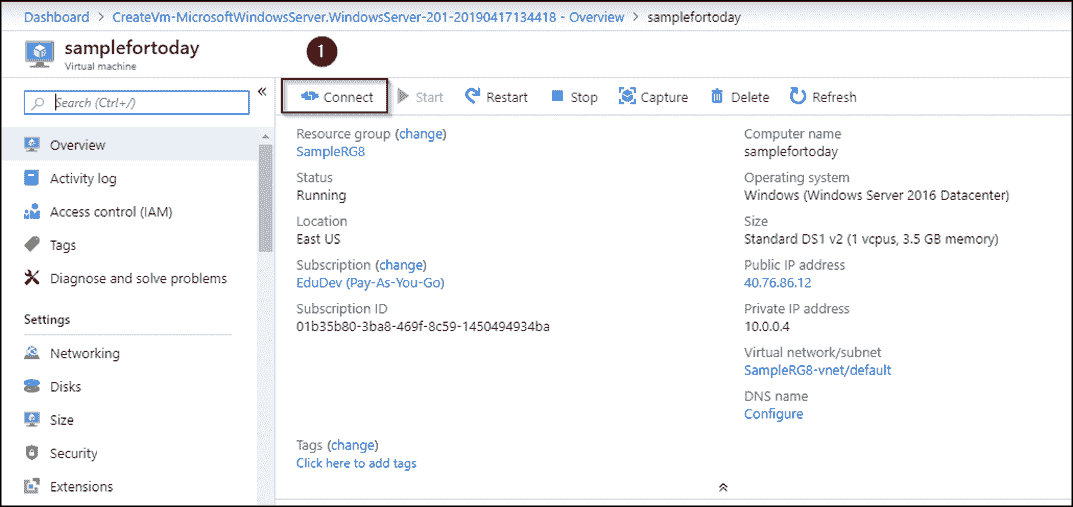 Dashboard > CreateVm-MicrosoftWindowsServer.WindowsServer-201-20190417134418 - Overview > samplefortoday
samplefortoday
Virtual machine
1
Search (Ctrl+/)
«
Connect Start Restart Stop Capture Delete Refresh
Overview
Activity log
Access control (IAM)
Tags
Diagnose and solve problems
Settings
Networking
Disks
Size
Security
Extensions
Resource group (change)
SampleRG8
Status
Running
Location
East US
Subscription (change)
EduDev (Pay-As-You-Go)
Subscription ID
01b35b80-3ba8-469f-8c59-1450494934ba
Computer name
samplefortoday
Operating system
Windows (Windows Server 2016 Datacenter)
Size
Standard DS1 v2 (1 vcpus, 3.5 GB memory)
Public IP address
40.76.86.12
Private IP address
10.0.0.4
Virtual network/subnet
SampleRG8-vnet/default
DNS name
Configure
Tags (change)
Click here to add tags